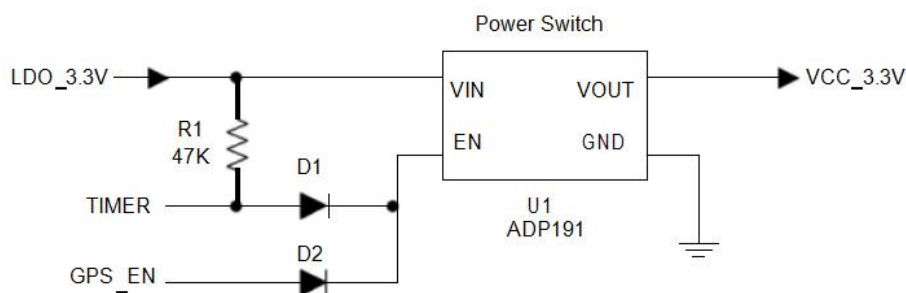 Power Switch
LDO_3.3V
VIN
VOUT
VCC_3.3V
R1
47K
EN
GND
D1
TIMER
U1
ADP191
D2
GPS_EN